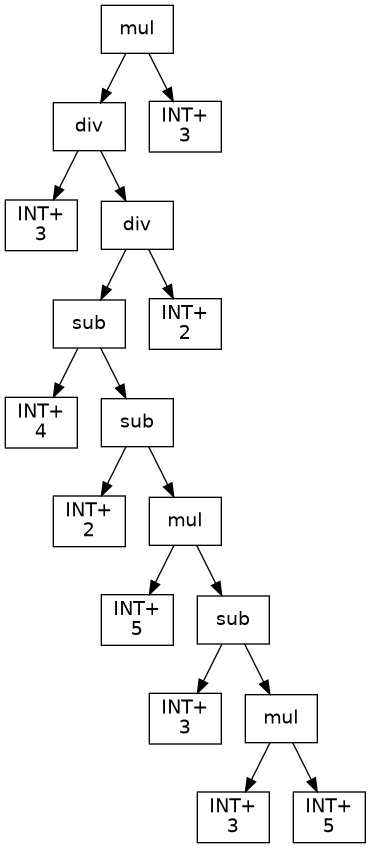 mul
div
INT+
3
INT+
3
div
sub
INT+
2
INT+
4
sub
INT+
2
mul
INT+
5
sub
INT+
3
mul
INT+
3
INT+
5